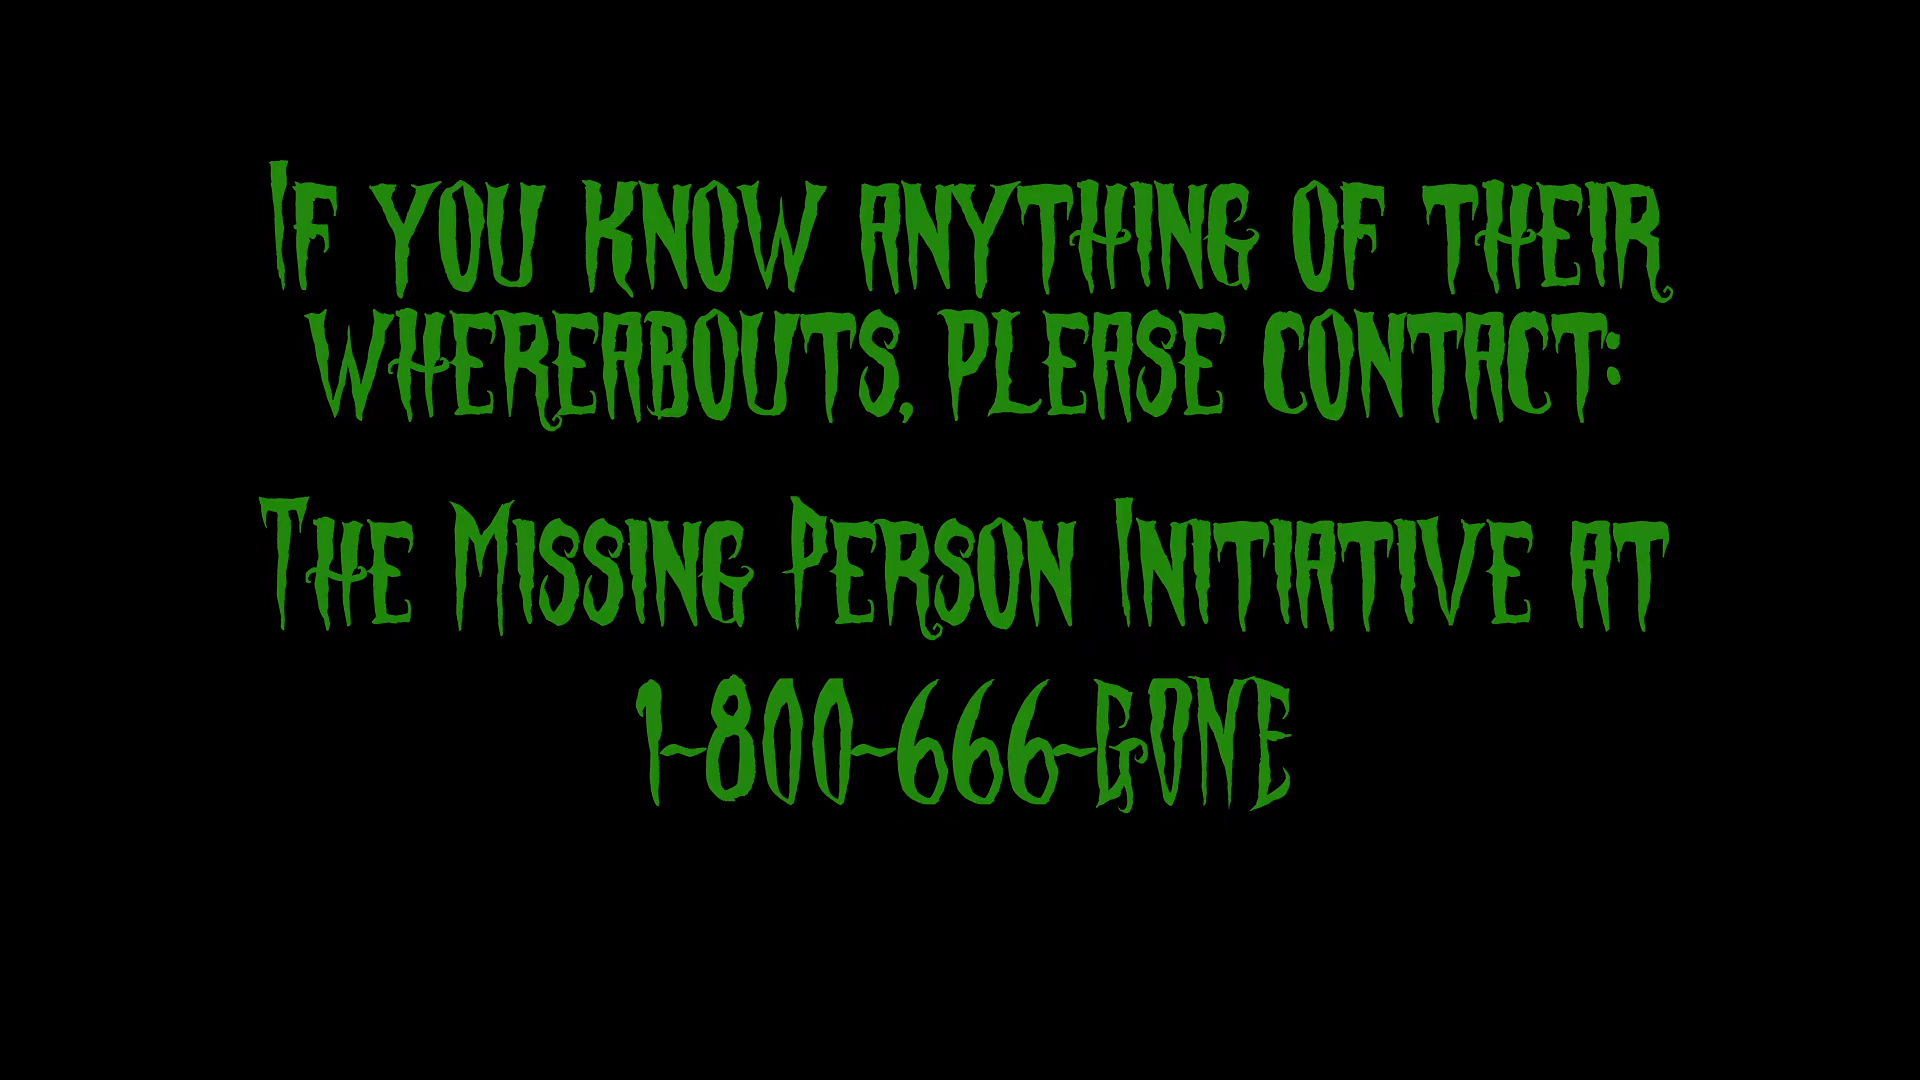 If you know anything of their
whereabouts, please contact:
The Missing Person Initiative at
1-800-666-GONE